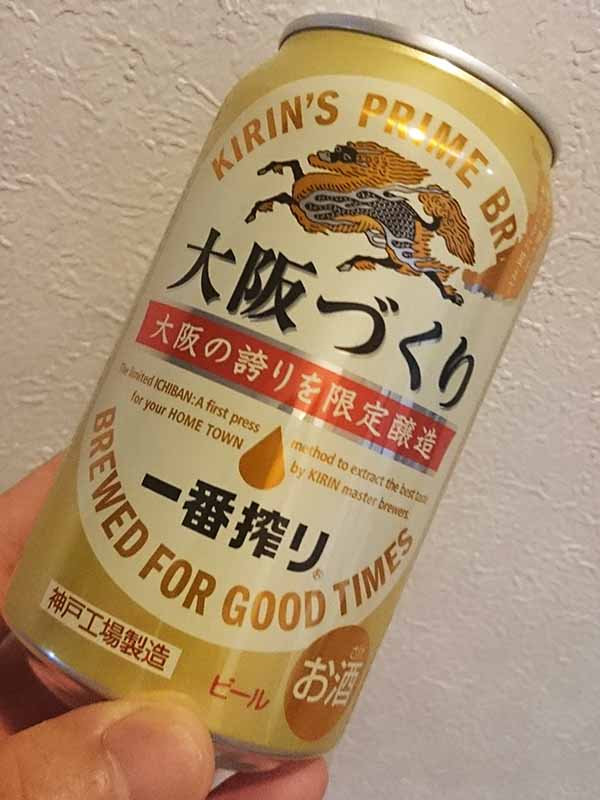 KIRIN'S PRIME BRE
大阪づくり
大阪の誇りを限定醸造
The limited ICHIBAN: A first press
for your HOME TOWN
method to extract the best taste
by KIRIN master brewers.
一番搾り®
BREWED FOR GOOD TIMES
神戸工場製造
ビール
お酒